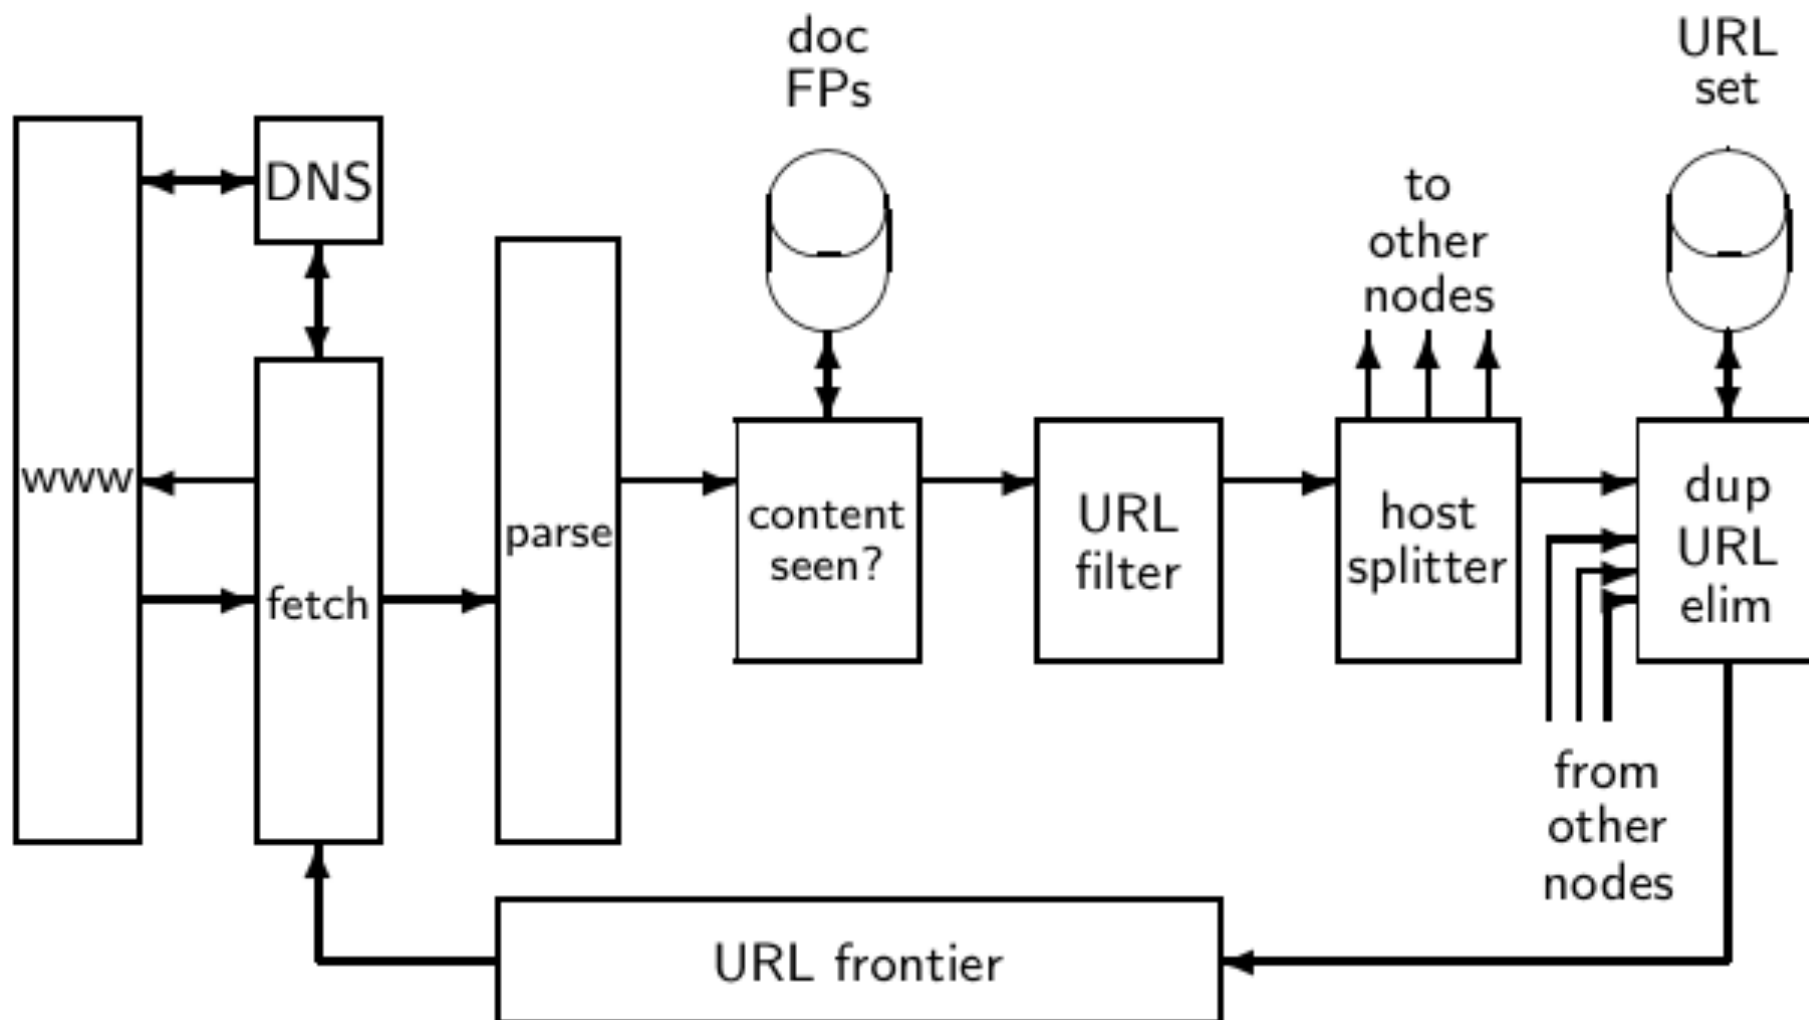 doc
FPs
URL
set
DNS
to
other
nodes
www
fetch
parse
content
seen?
URL
filter
host
splitter
dup
URL
elim
from
other
nodes
URL frontier